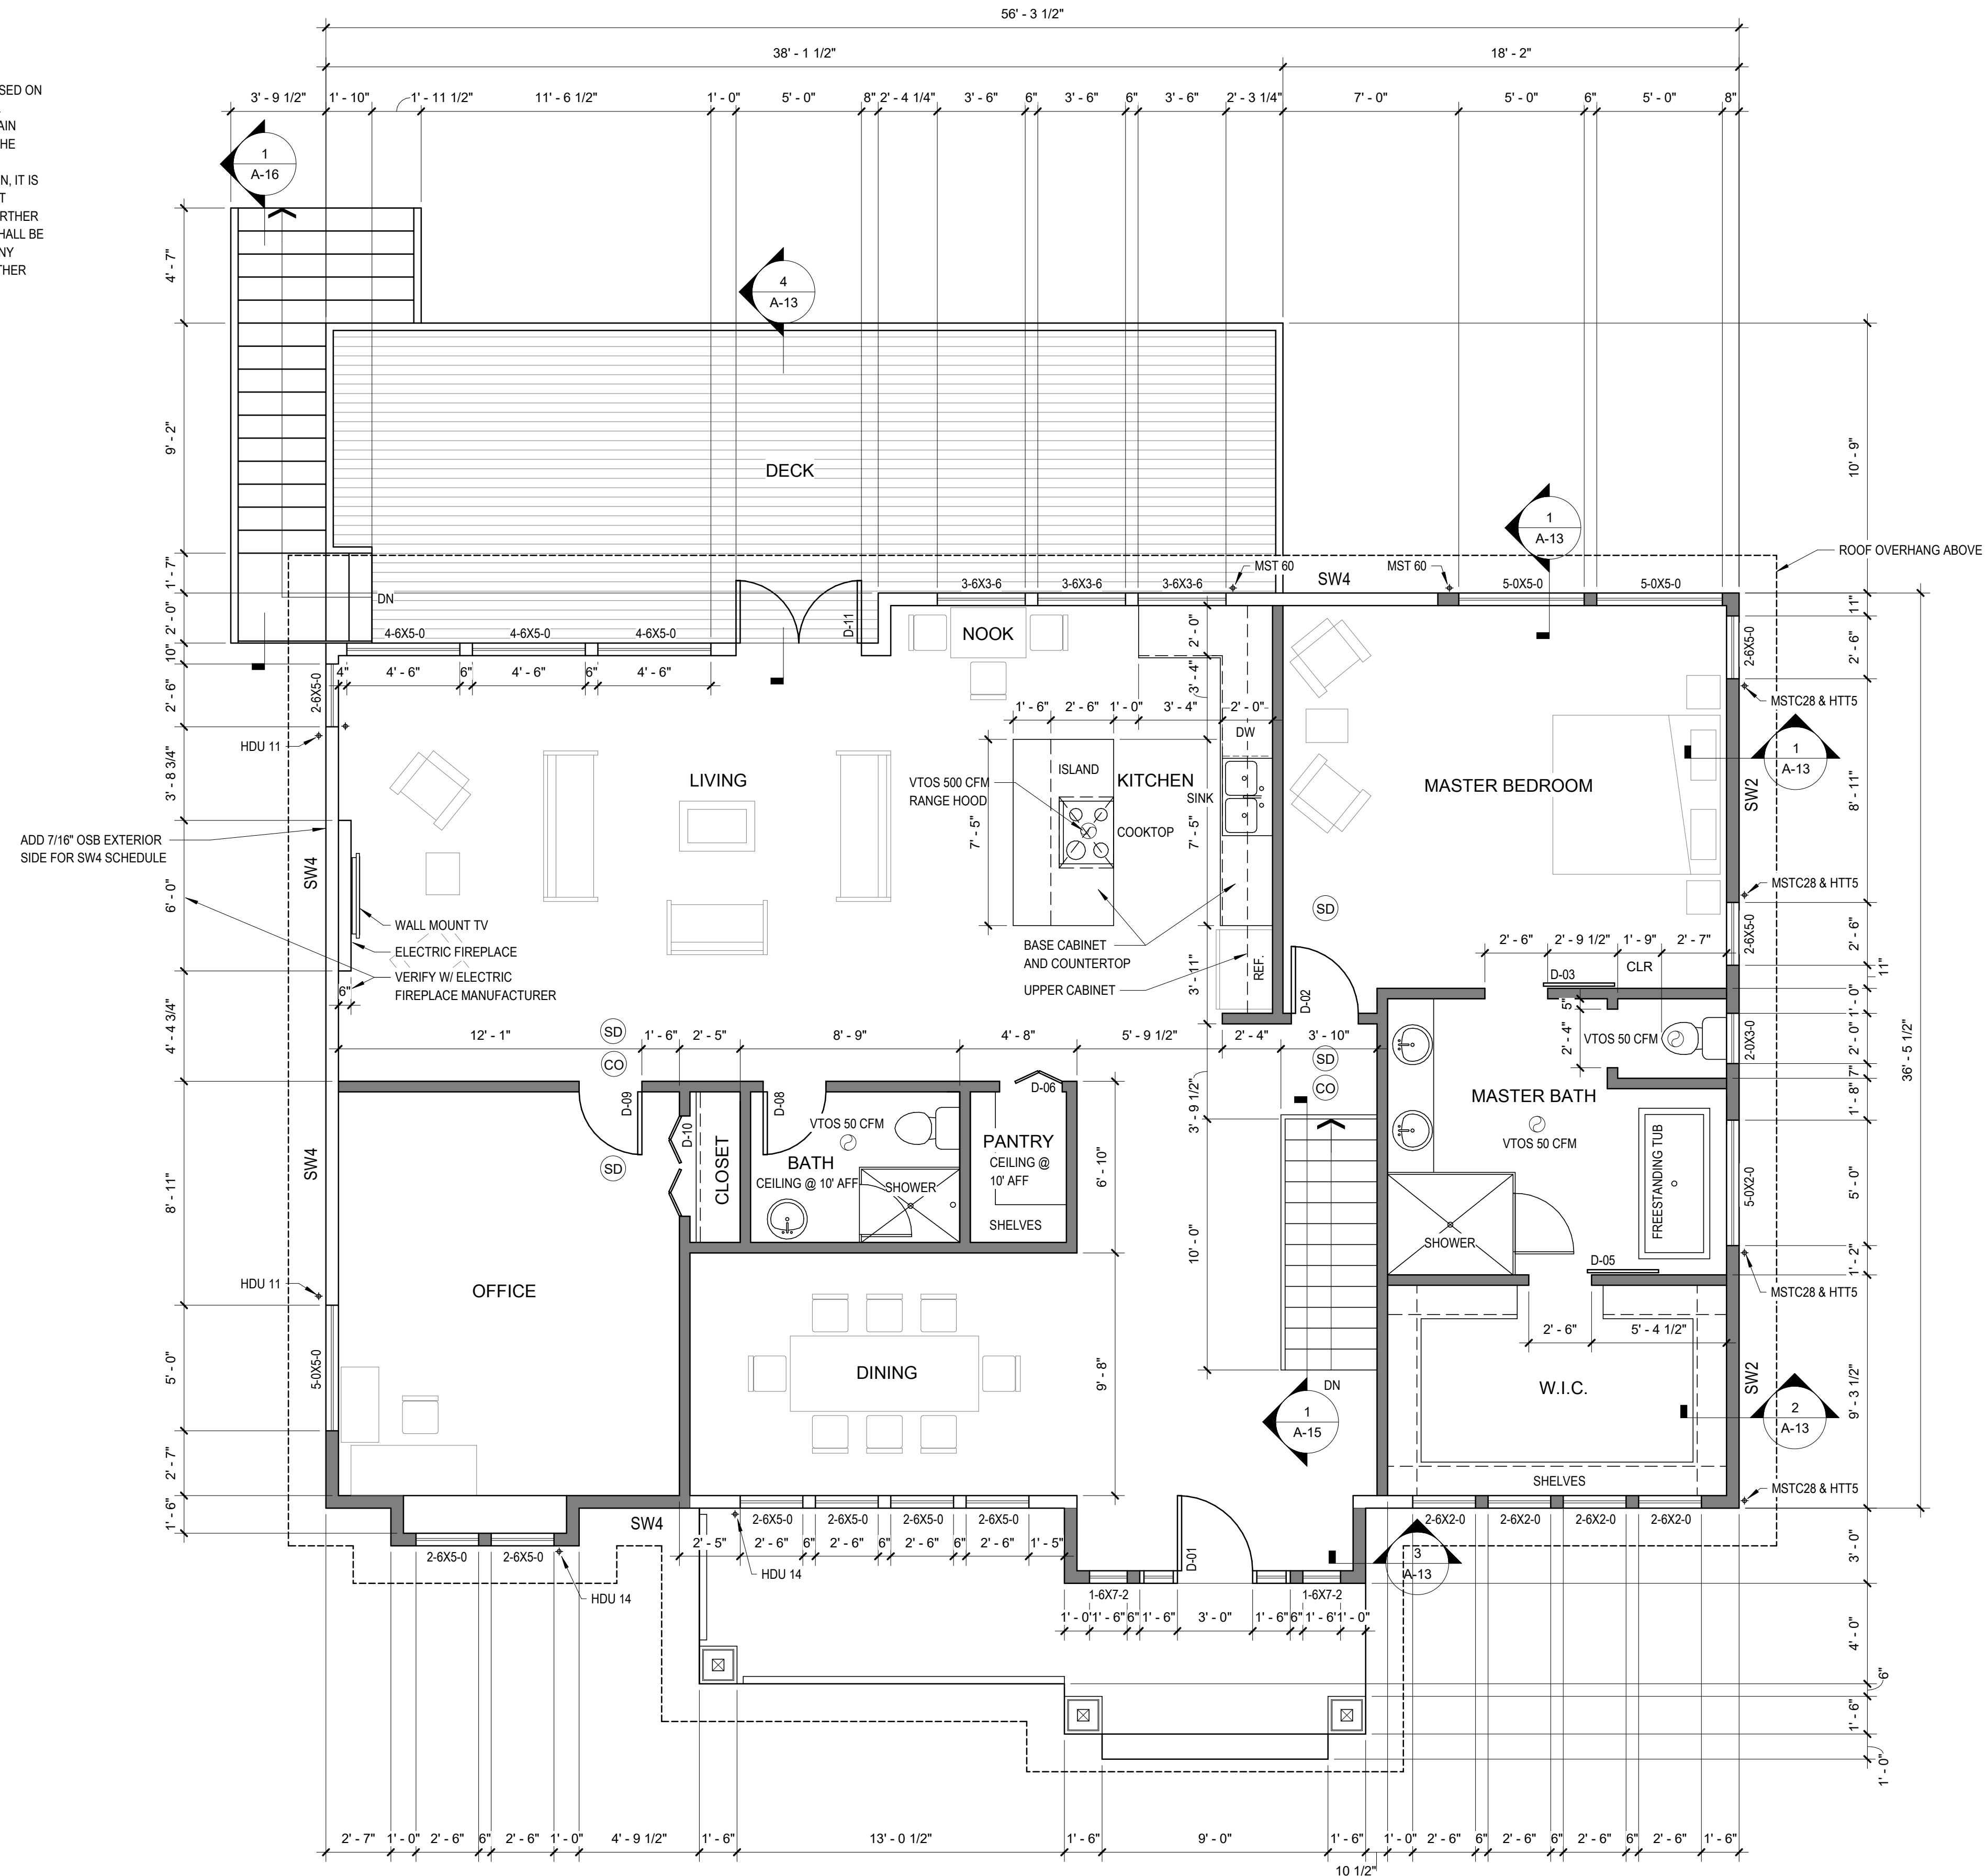 56' - 3 1/2"
38' - 1 1/2"
18' - 2"
SED ON
AIN
HE
N, IT IS
T
RTHER
HALL BE
NY
THER
3' - 9 1/2"
1' - 10"
1' - 11 1/2"
11' - 6 1/2"
1' - 0"
5' - 0"
8"
2' - 4 1/4"
3' - 6"
6"
3' - 6"
6"
3' - 6"
2' - 3 1/4"
7' - 0"
5' - 0"
6"
5' - 0"
8"
1
A-16
4
A-13
1
A-13
4' - 7"
9' - 2"
1' - 7"
2' - 0"
10"
2' - 6"
3' - 8 3/4"
6' - 0"
4' - 4 3/4"
8' - 11"
5' - 0"
2' - 7"
1' - 6"
DECK
DN
ROOF OVERHANG ABOVE
MST 60
SW4
MST 60
3-6X3-6
3-6X3-6
3-6X3-6
5-0X5-0
5-0X5-0
4-6X5-0
4-6X5-0
4-6X5-0
D-11
NOOK
2-6X5-0
4"
4' - 6"
6"
4' - 6"
6"
4' - 6"
HDU 11
2' - 0"
3' - 4"
1' - 6"
2' - 6"
1' - 0"
3' - 4"
2' - 0"
DW
LIVING
ISLAND
KITCHEN
VTOS 500 CFM
RANGE HOOD
SINK
COOKTOP
7' - 5"
7' - 5"
MASTER BEDROOM
ADD 7/16" OSB EXTERIOR
SIDE FOR SW4 SCHEDULE
SW4
WALL MOUNT TV
ELECTRIC FIREPLACE
VERIFY W/ ELECTRIC
FIREPLACE MANUFACTURER
6"
BASE CABINET
AND COUNTERTOP
UPPER CABINET
3' - 11"
REF.
SD
D-02
2' - 6"
2' - 9 1/2"
1' - 9"
2' - 7"
D-03
CLR
2-6X5-0
MSTC28 & HTT5
1
A-13
SW2
MSTC28 & HTT5
2-6X5-0
10' - 9"
11"
2' - 6"
8' - 11"
2' - 6"
11"
1' - 0"
2' - 0"
7"
1' - 8"
5' - 0"
1' - 2"
9' - 3 1/2"
3' - 0"
4' - 0"
6"
1' - 6"
1' - 0"
36' - 5 1/2"
12' - 1"
SD
CO
1' - 6"
2' - 5"
8' - 9"
4' - 8"
5' - 9 1/2"
2' - 4"
3' - 10"
SD
CO
5"
2' - 4"
VTOS 50 CFM
2-0X3-0
D-09
D-10
D-08
D-06
VTOS 50 CFM
CLOSET
BATH
CEILING @ 10' AFF
SHOWER
PANTRY
CEILING @
10' AFF
SHELVES
SD
6' - 10"
3' - 9 1/2"
10' - 0"
MASTER BATH
VTOS 50 CFM
FREESTANDING TUB
5-0X2-0
SHOWER
D-05
MSTC28 & HTT5
SW4
HDU 11
OFFICE
5-0X5-0
DINING
9' - 8"
DN
1
A-15
2' - 6"
5' - 4 1/2"
W.I.C.
SHELVES
SW2
2
A-13
MSTC28 & HTT5
SW4
2-6X5-0
2-6X5-0
HDU 14
2-6X5-0
2-6X5-0
2-6X5-0
2-6X5-0
2' - 5"
2' - 6"
6"
2' - 6"
6"
2' - 6"
6"
2' - 6"
1' - 5"
HDU 14
D-01
1-6X7-2
1-6X7-2
1' - 0"
1' - 6"
6"
1' - 6"
3' - 0"
1' - 6"
6"
1' - 6"
1' - 0"
3
A-13
2-6X2-0
2-6X2-0
2-6X2-0
2-6X2-0
2' - 7"
1' - 0"
2' - 6"
6"
2' - 6"
1' - 0"
4' - 9 1/2"
1' - 6"
13' - 0 1/2"
1' - 6"
9' - 0"
1' - 6"
10 1/2"
1' - 0"
2' - 6"
6"
2' - 6"
6"
2' - 6"
6"
2' - 6"
1' - 6"